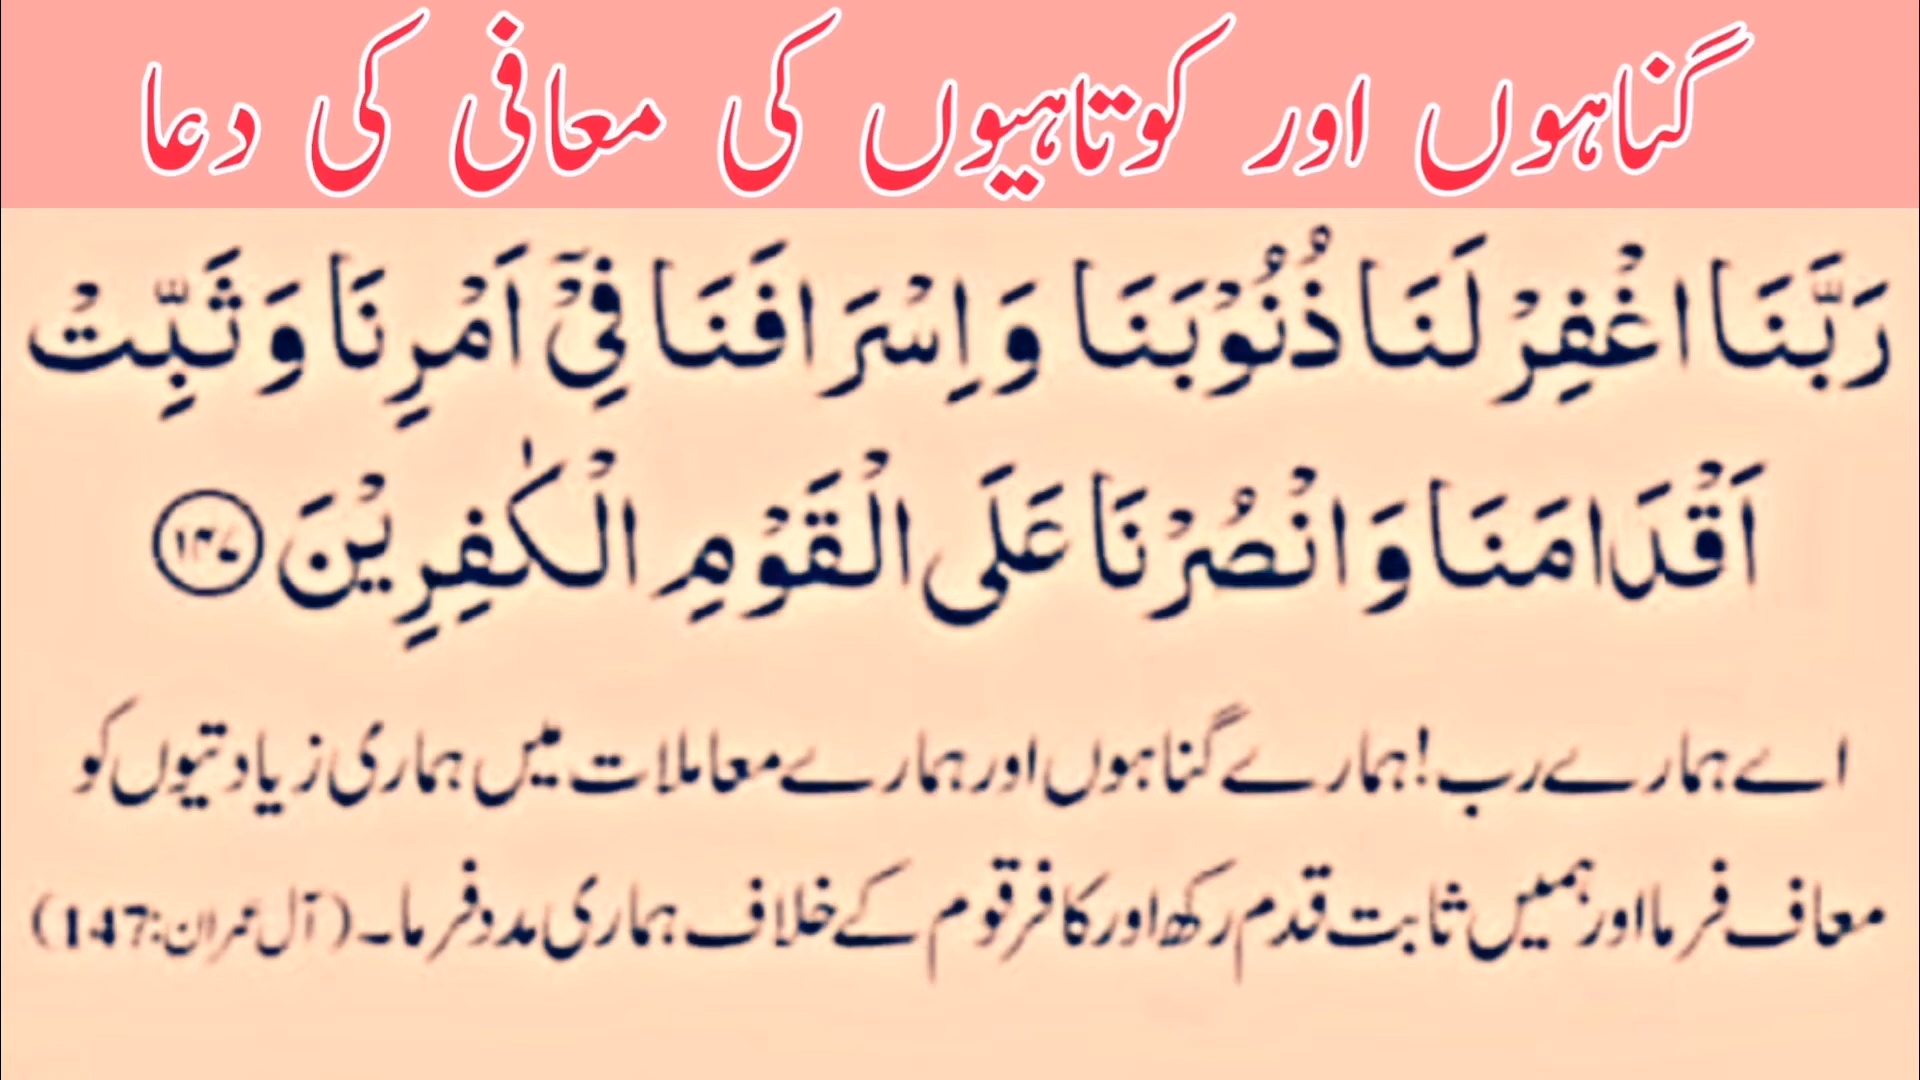 گناہوں اور کوتاہیوں کی معافی کی دعا
رَبَّنَا اغْفِرْ لَنَا ذُنُوْبَنَا وَ اِسْرَافَنَا فِیْۤ اَمْرِنَا وَ ثَبِّتْ
اَقْدَامَنَا وَ انْصُرْنَا عَلَی الْقَوْمِ الْكٰفِرِیْنَ ۝۱۴۷
اے ہمارے رب! ہمارے گناہوں اور ہمارے معاملات میں ہماری زیادتیوں کو
معاف فرما اور ہمیں ثابت قدم رکھ اور کافر قوم کے خلاف ہماری مدد فرما۔ (آل عمران:147)